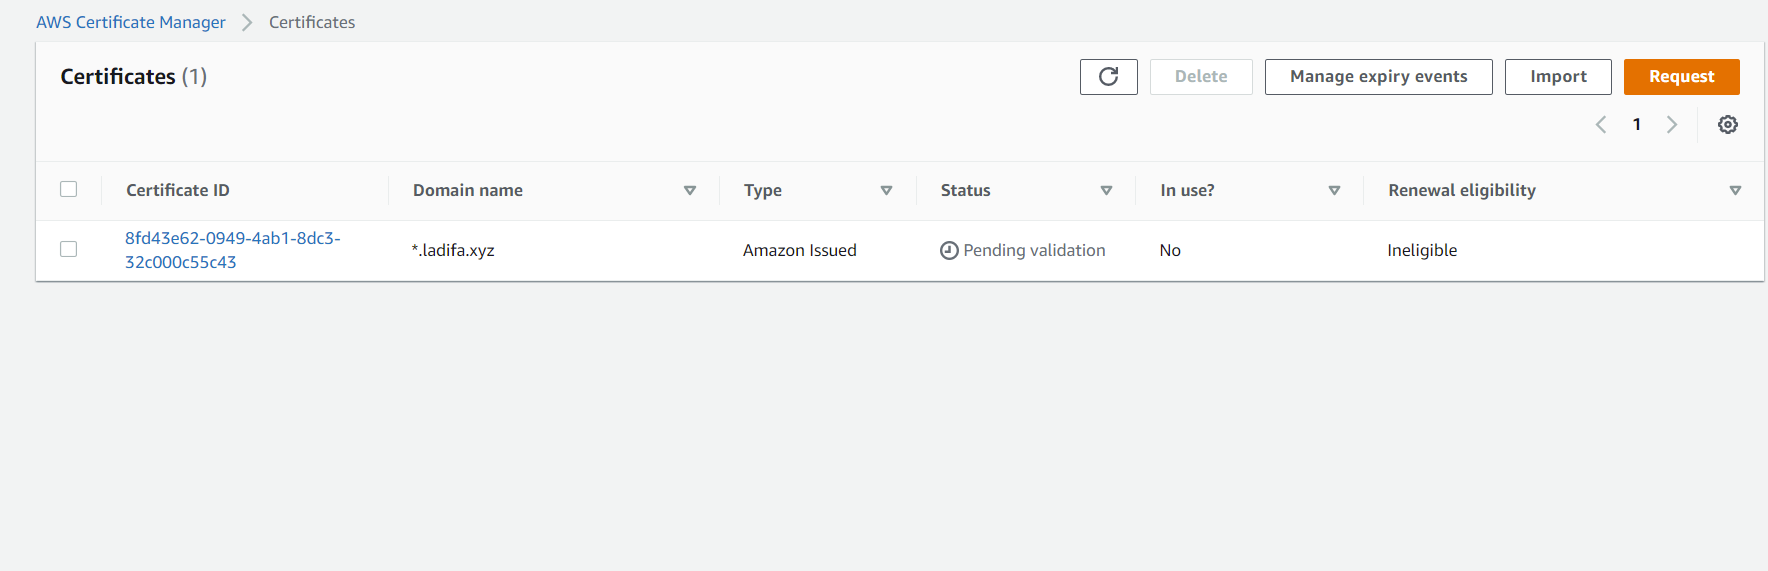 AWS Certificate Manager > Certificates
Certificates (1)
Delete
Manage expiry events
Import
Request
1
Certificate ID
Domain name
Type
Status
In use?
Renewal eligibility
8fd43e62-0949-4ab1-8dc3-
32c000c55c43
*.ladifa.xyz
Amazon Issued
Pending validation
No
Ineligible